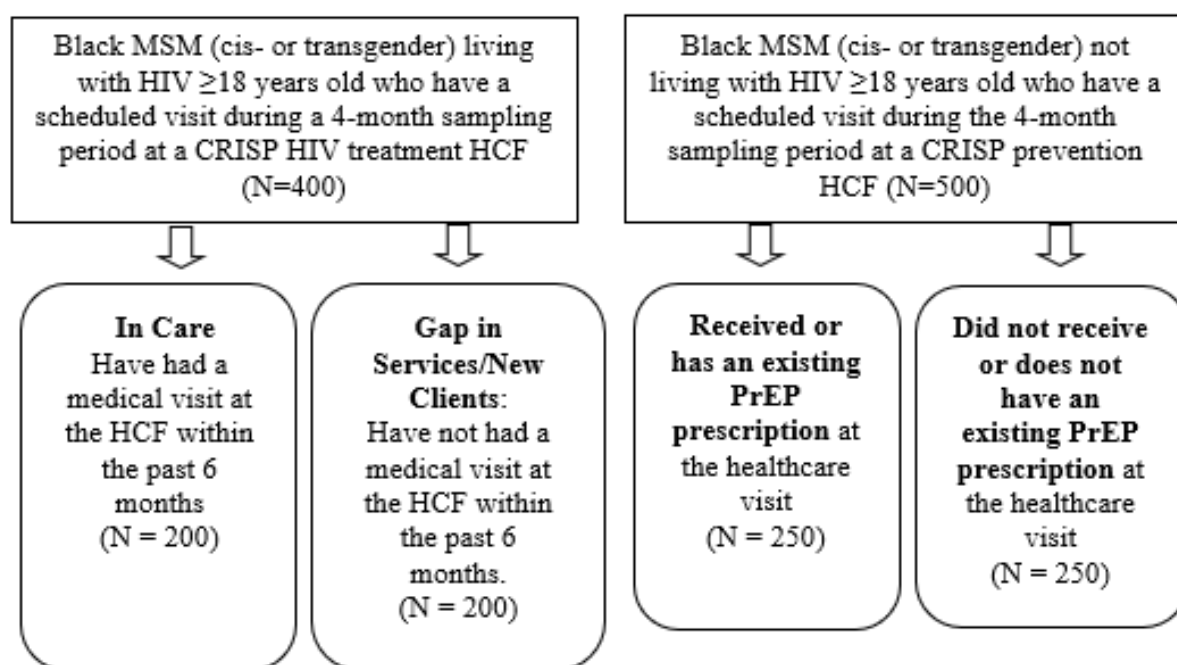 Black MSM (cis- or transgender) living
with HIV ≥18 years old who have a
scheduled visit during a 4-month sampling
period at a CRISP HIV treatment HCF
(N=400)
Black MSM (cis- or transgender) not
living with HIV ≥18 years old who have a
scheduled visit during the 4-month
sampling period at a CRISP prevention
HCF (N=500)
In Care
Have had a
medical visit at
the HCF within
the past 6
months
(N = 200)
Gap in
Services/New
Clients:
Have not had a
medical visit at
the HCF within
the past 6
months.
(N = 200)
Received or
has an existing
PrEP
prescription at
the healthcare
visit
(N = 250)
Did not receive
or does not
have an
existing PrEP
prescription at
the healthcare
visit
(N = 250)